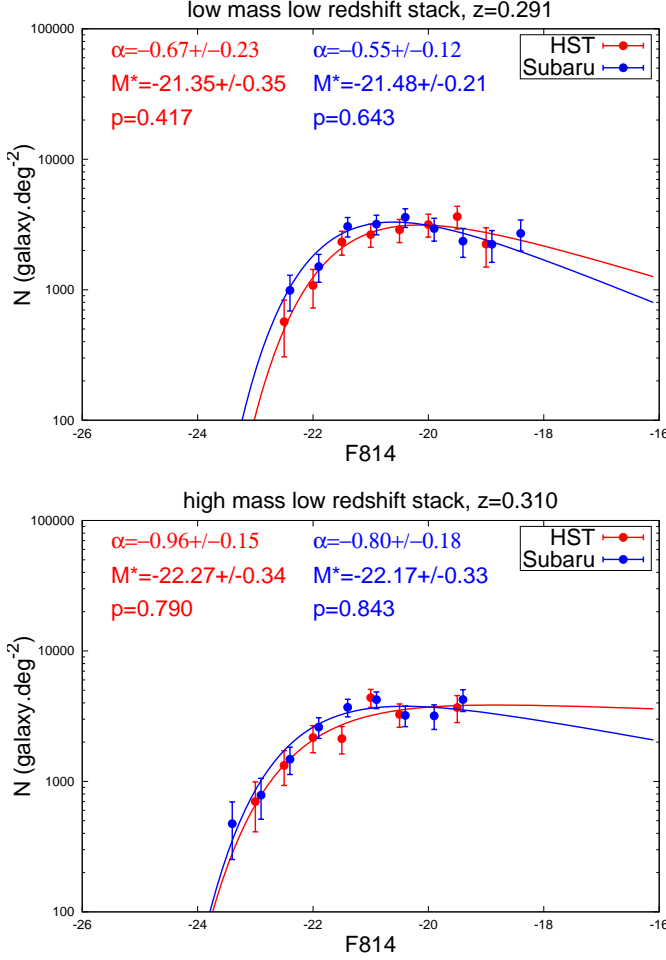 low mass low redshift stack, z=0.291
α=−0.67+/−0.23 α=−0.55+/−0.12
M*=-21.35+/-0.35 M*=-21.48+/-0.21
p=0.417 p=0.643
HST
Subaru
N (galaxy.deg-2)
100000
10000
1000
100
-26 -24 -22 -20 -18 -16
F814
high mass low redshift stack, z=0.310
α=−0.96+/−0.15 α=−0.80+/−0.18
M*=-22.27+/-0.34 M*=-22.17+/-0.33
p=0.790 p=0.843
HST
Subaru
N (galaxy.deg-2)
100000
10000
1000
100
-26 -24 -22 -20 -18 -16
F814